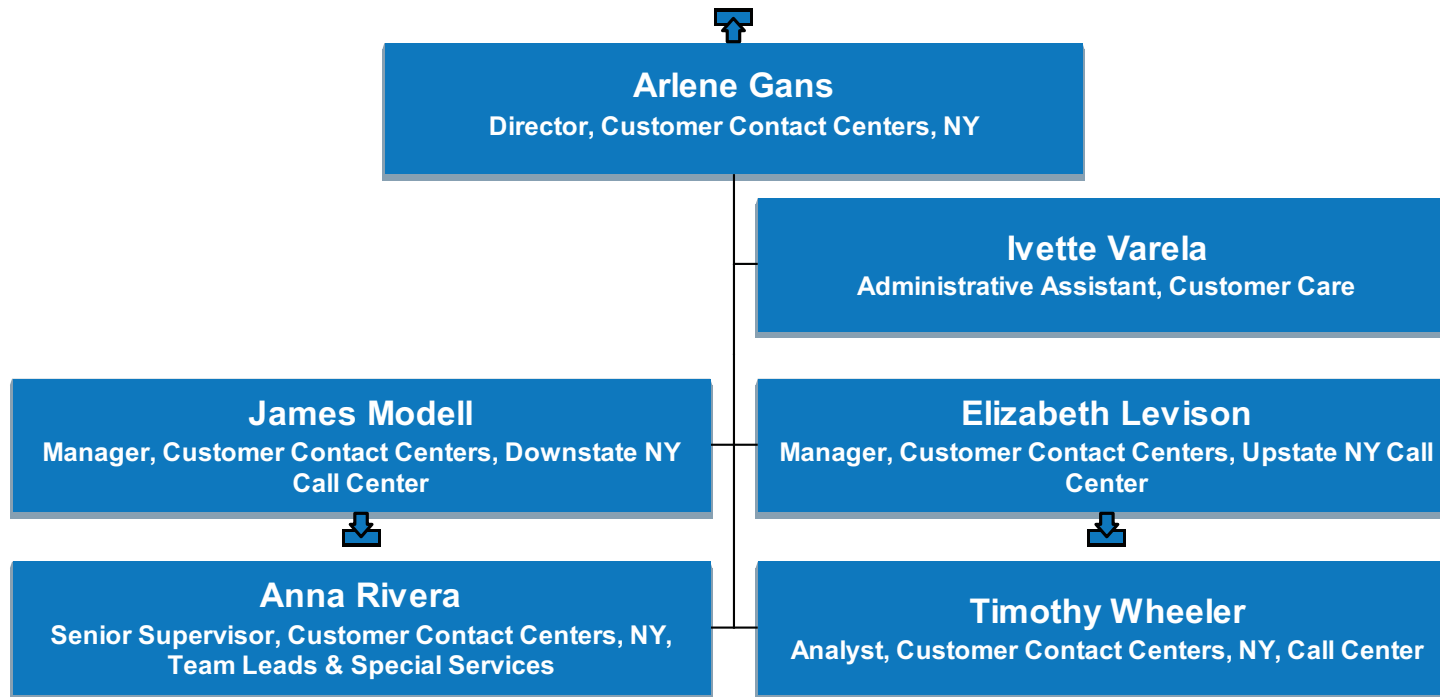 Arlene Gans
Director, Customer Contact Centers, NY
Ivette Varela
Administrative Assistant, Customer Care
James Modell
Manager, Customer Contact Centers, Downstate NY
Call Center
Elizabeth Levison
Manager, Customer Contact Centers, Upstate NY Call
Center
Anna Rivera
Senior Supervisor, Customer Contact Centers, NY,
Team Leads & Special Services
Timothy Wheeler
Analyst, Customer Contact Centers, NY, Call Center